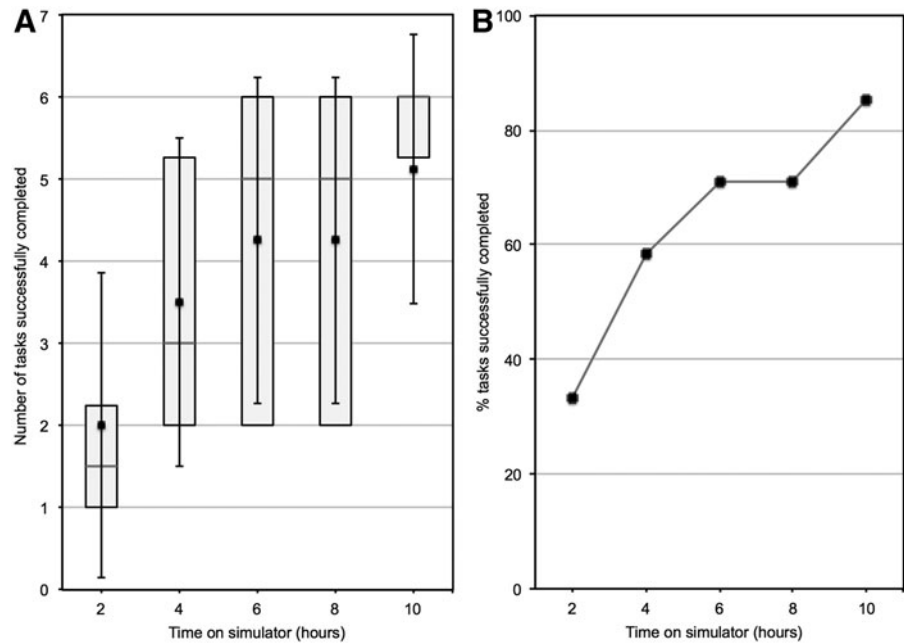 A
7
6
5
4
3
2
1
0
Number of tasks successfully completed
2 4 6 8 10
Time on simulator (hours)
B
100
80
60
40
20
0
% tasks successfully completed
2 4 6 8 10
Time on simulator (hours)